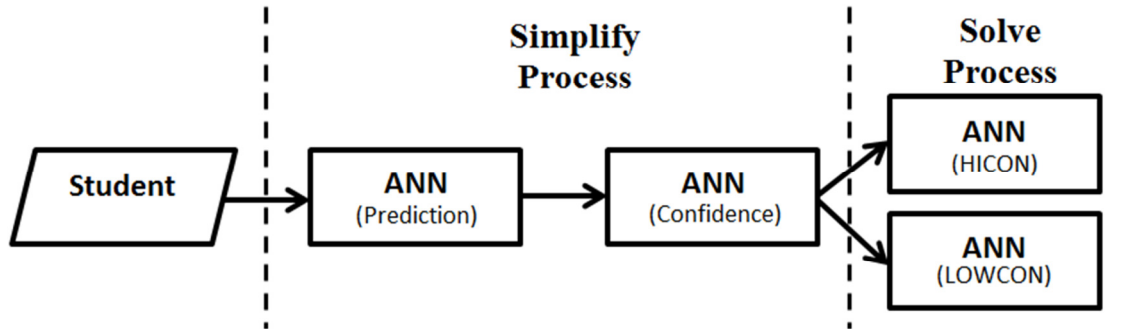 Simplify
Process
Solve
Process
Student
ANN
(Prediction)
ANN
(Confidence)
ANN
(HICON)
ANN
(LOWCON)